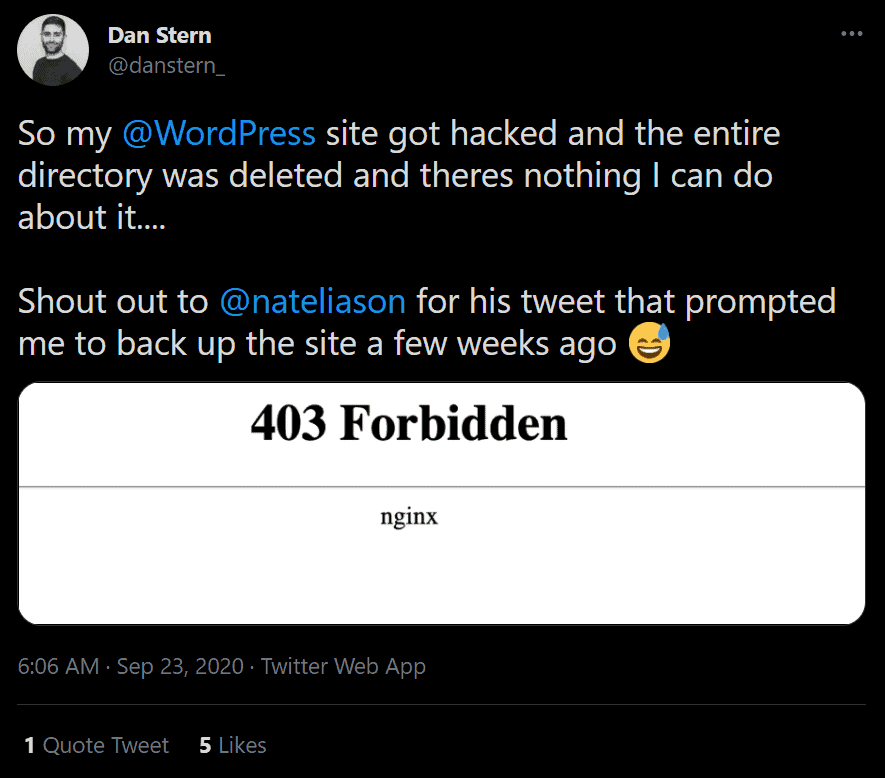 Dan Stern
@danstern_
So my @WordPress site got hacked and the entire
directory was deleted and theres nothing I can do
about it....
Shout out to @nateliason for his tweet that prompted
me to back up the site a few weeks ago 😅
403 Forbidden
nginx
6:06 AM · Sep 23, 2020 · Twitter Web App
1 Quote Tweet 5 Likes